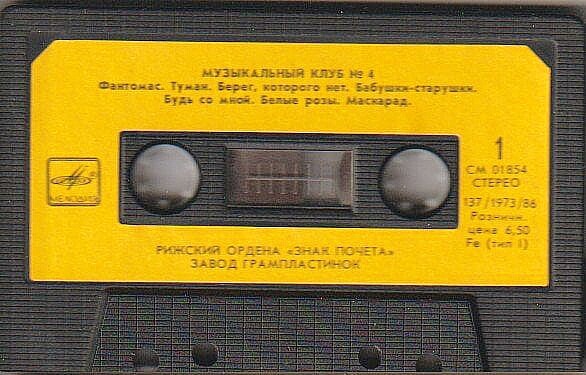 МУЗЫКАЛЬНЫЙ КЛУБ № 4
Фантомас. Туман. Берег, которого нет. Бабушки-старушки.
Будь со мной. Белые розы. Маскарад.
1
СМ 01854
СТЕРЕО
МЕЛОДИЯ
137/1973/86
Розничн.
цена 6,50
Fe (тип I)
РИЖСКИЙ ОРДЕНА «ЗНАК ПОЧЕТА»
ЗАВОД ГРАМПЛАСТИНОК